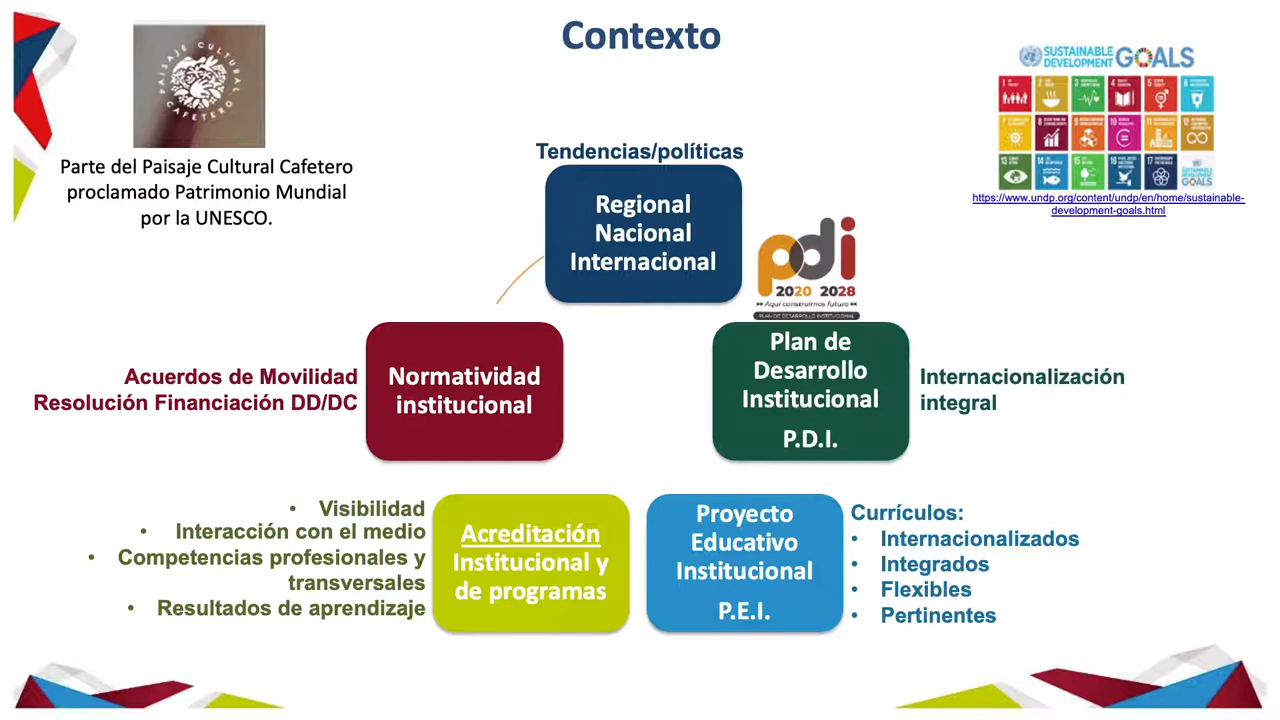 Contexto
PAISAJE CULTURAL CAFETERO
Parte del Paisaje Cultural Cafetero
proclamado Patrimonio Mundial
por la UNESCO.
SUSTAINABLE
DEVELOPMENT GOALS
https://www.undp.org/content/undp/en/home/sustainable-
development-goals.html
Tendencias/políticas
Regional
Nacional
Internacional
pdi
2020 2028
Aquí construimos futuro
PLAN DE DESARROLLO INSTITUCIONAL
Acuerdos de Movilidad
Resolución Financiación DD/DC
Normatividad
institucional
Plan de
Desarrollo
Institucional
P.D.I.
Internacionalización
integral
• Visibilidad
• Interacción con el medio
• Competencias profesionales y
transversales
• Resultados de aprendizaje
Acreditación
Institucional y
de programas
Proyecto
Educativo
Institucional
P.E.I.
Currículos:
• Internacionalizados
• Integrados
• Flexibles
• Pertinentes